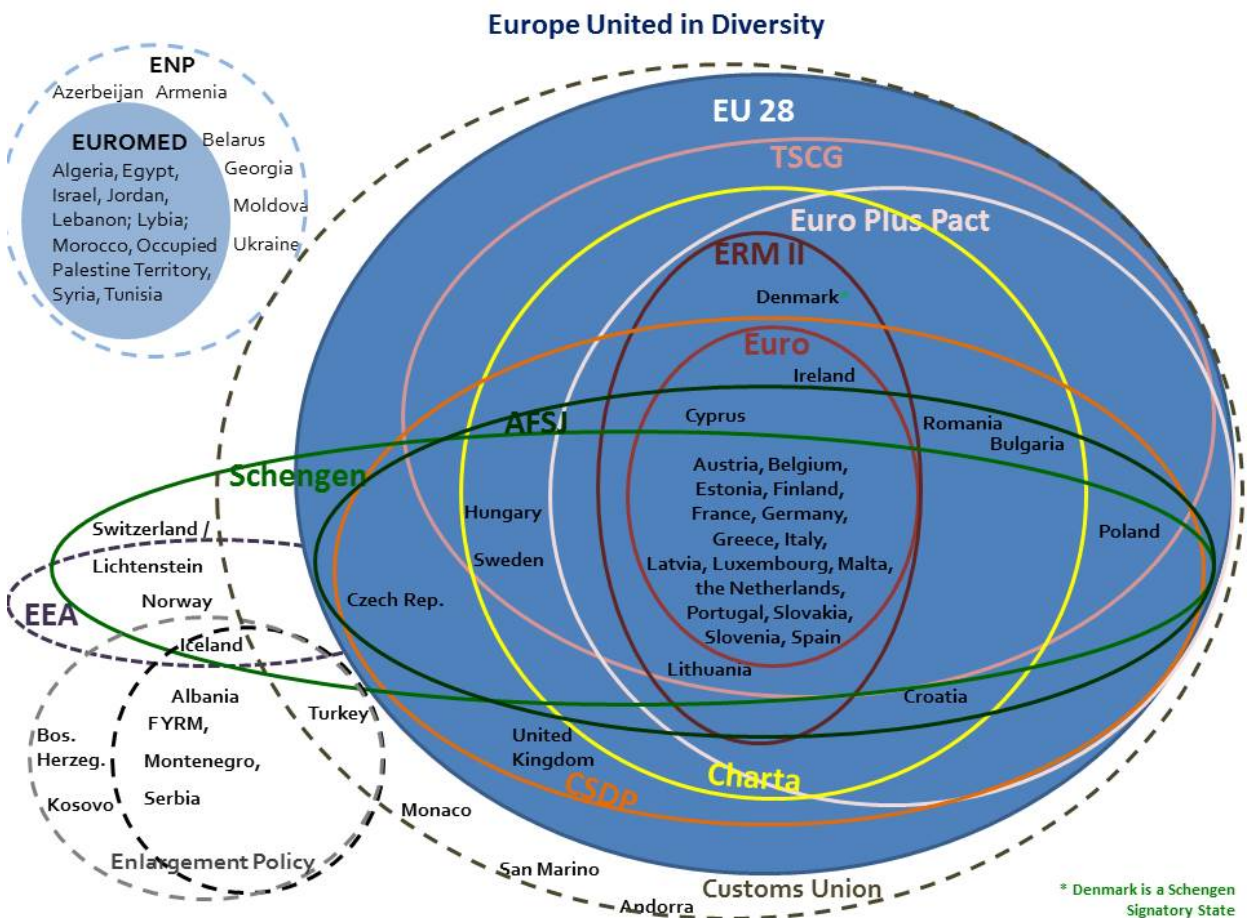 Europe United in Diversity
ENP
Azerbeijan Armenia
EUROMED
Belarus
Algeria, Egypt,
Georgia
Israel, Jordan,
Lebanon; Lybia;
Moldova
Morocco, Occupied
Ukraine
Palestine Territory,
Syria, Tunisia
EU 28
TSCG
Euro Plus Pact
ERM II
Denmark*
Euro
Ireland
Cyprus
AFSJ
Romania
Bulgaria
Schengen
Austria, Belgium,
Estonia, Finland,
France, Germany,
Greece, Italy,
Latvia, Luxembourg, Malta,
the Netherlands,
Portugal, Slovakia,
Slovenia, Spain
Hungary
Sweden
Poland
Switzerland /
Lichtenstein
Norway
EEA
Czech Rep.
Iceland
Lithuania
Croatia
Albania
FYRM,
Turkey
Bos.
Herzeg.
Montenegro,
Kosovo
Serbia
United
Kingdom
CSDP
Charta
Monaco
Enlargement Policy
San Marino
Customs Union
Andorra
* Denmark is a Schengen
Signatory State